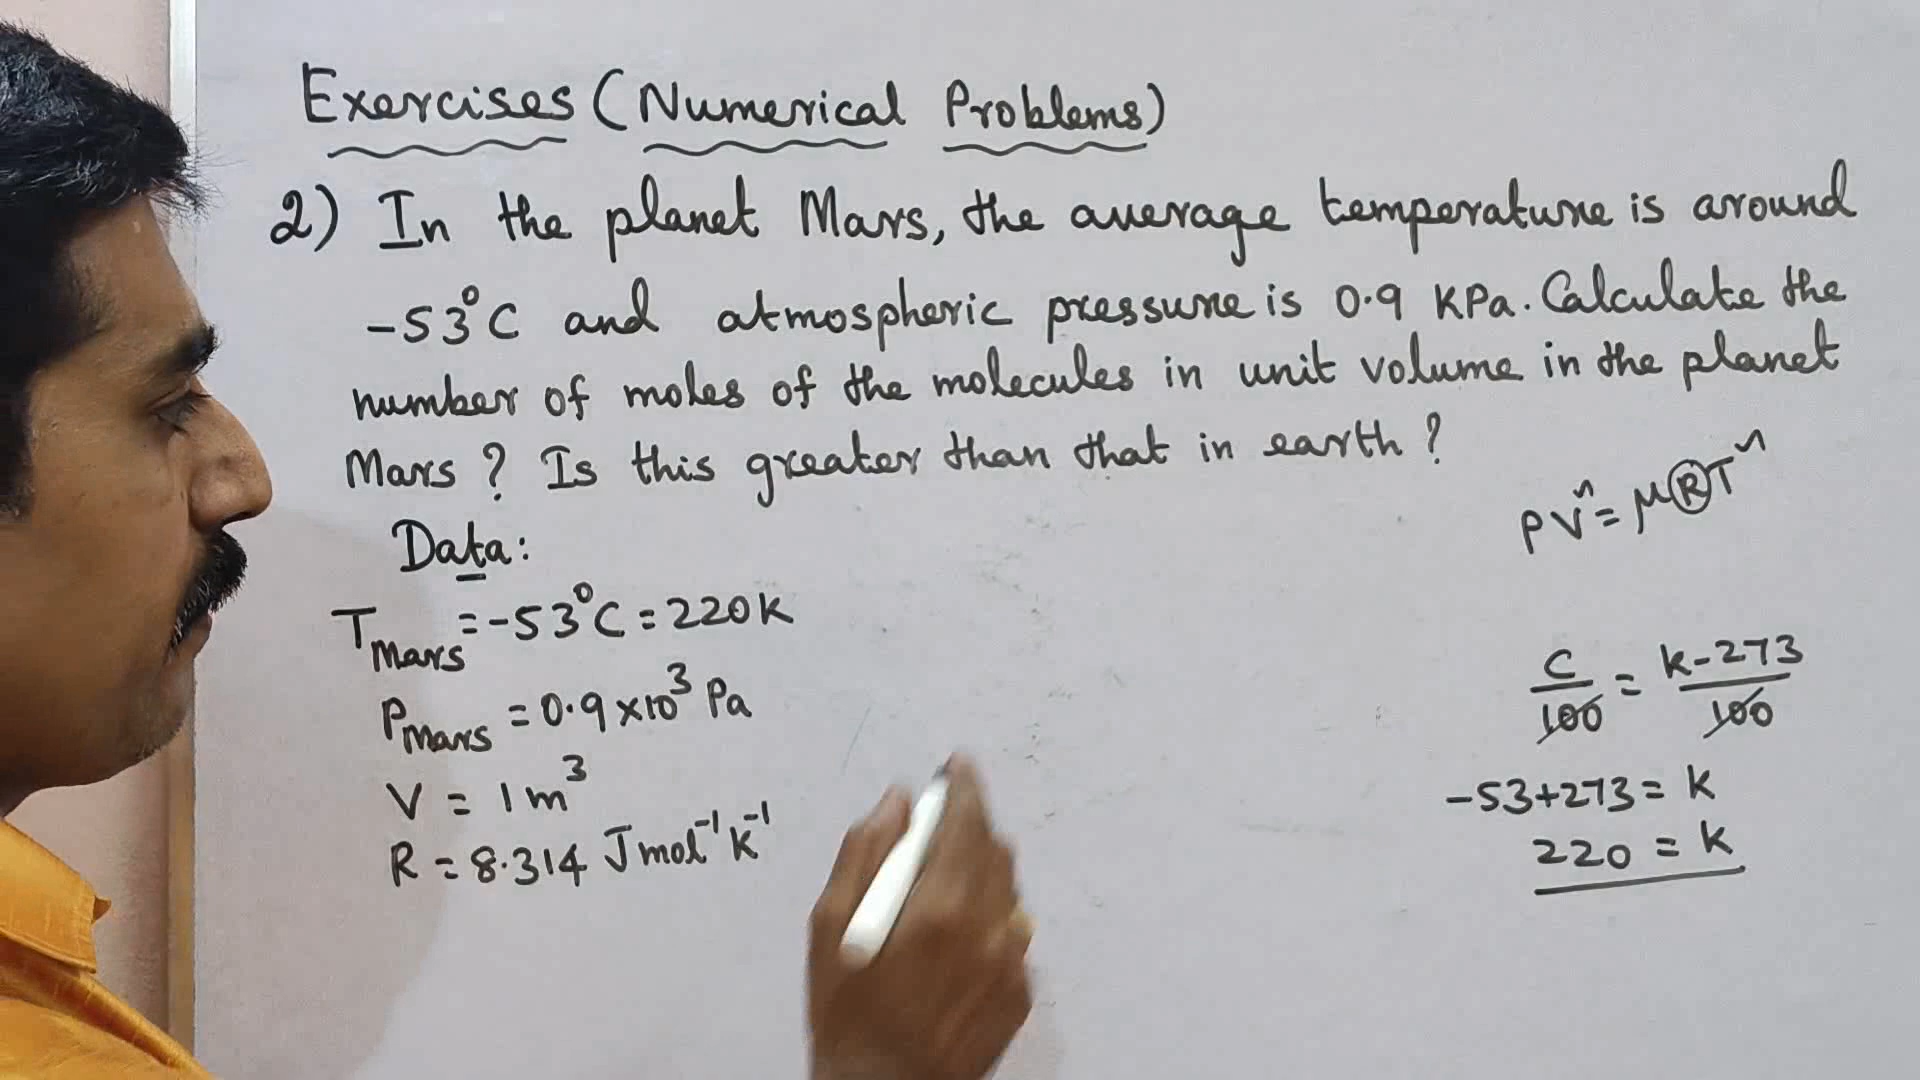 Exercises (Numerical Problems)
2) In the planet Mars, the average temperature is around
-53°C and atmospheric pressure is 0.9 KPa. Calculate the
number of moles of the molecules in unit volume in the planet
Mars? Is this greater than that in earth?
PV = μRT
Data:
T Mars = -53°C = 220K
P Mars = 0.9×10³ Pa
V = 1m³
R = 8.314 J mol⁻¹ K⁻¹
C/100 = K-273/100
-53+273 = K
220 = K